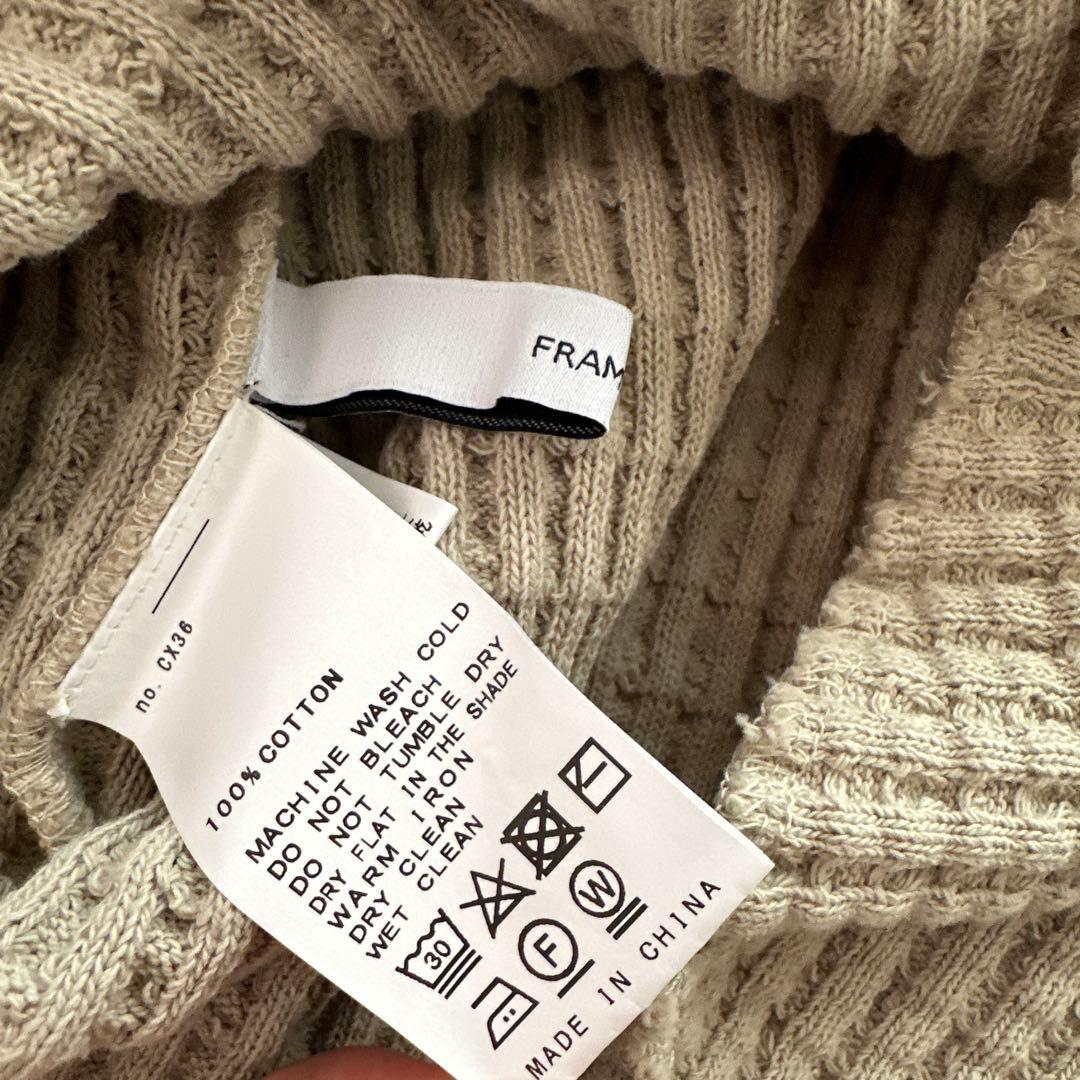 FRAM
no. CX36
100% COTTON
MACHINE WASH COLD
DO NOT BLEACH
DO NOT TUMBLE DRY
DRY FLAT IN THE SHADE
WARM IRON
DRY CLEAN
WET CLEAN
30
F
W
MADE IN CHINA